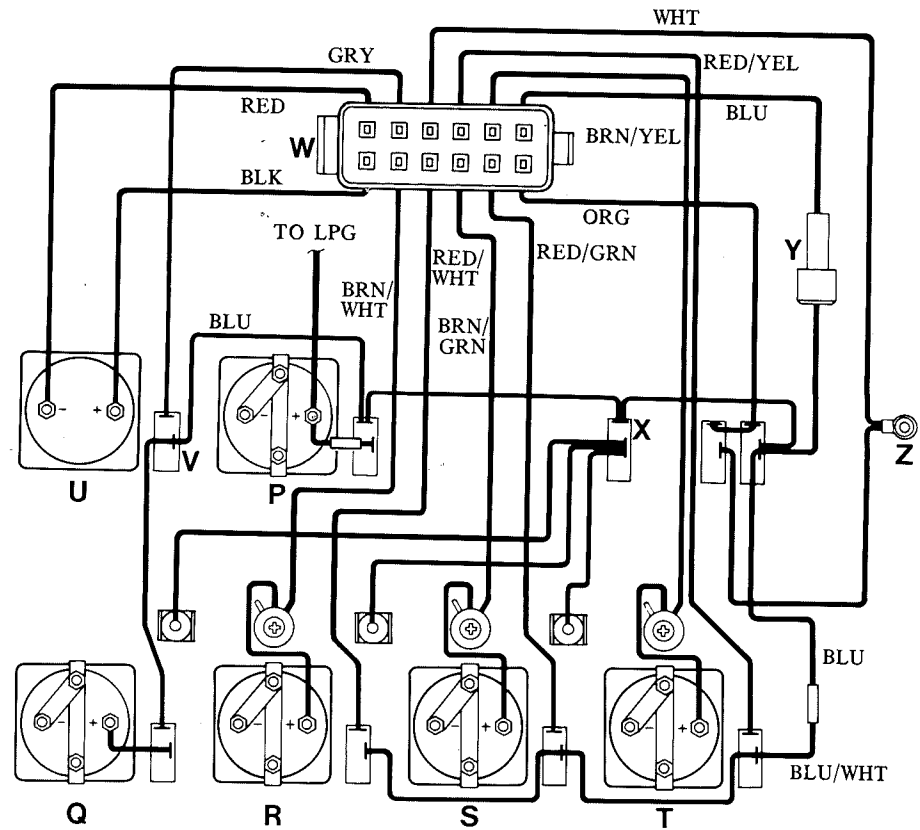 WHT
GRY
RED/YEL
RED
BLU
W
BRN/YEL
BLK
ORG
TO LPG
RED/GRN
Y
BRN/
WHT
RED/
WHT
BRN/
GRN
BLU
-
+
-
+
U
V
P
X
Z
BLU
-
+
-
+
-
+
-
+
BLU/WHT
Q
R
S
T